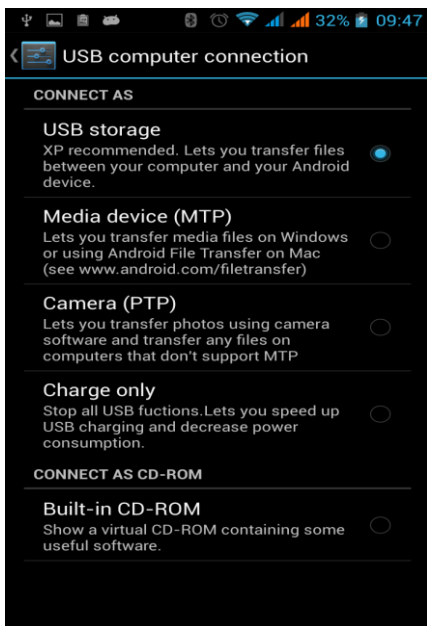 32% 09:47
USB computer connection
CONNECT AS
USB storage
XP recommended. Lets you transfer files
between your computer and your Android
device.
Media device (MTP)
Lets you transfer media files on Windows
or using Android File Transfer on Mac
(see www.android.com/filetransfer)
Camera (PTP)
Lets you transfer photos using camera
software and transfer any files on
computers that don't support MTP
Charge only
Stop all USB fuctions.Lets you speed up
USB charging and decrease power
consumption.
CONNECT AS CD-ROM
Built-in CD-ROM
Show a virtual CD-ROM containing some
useful software.